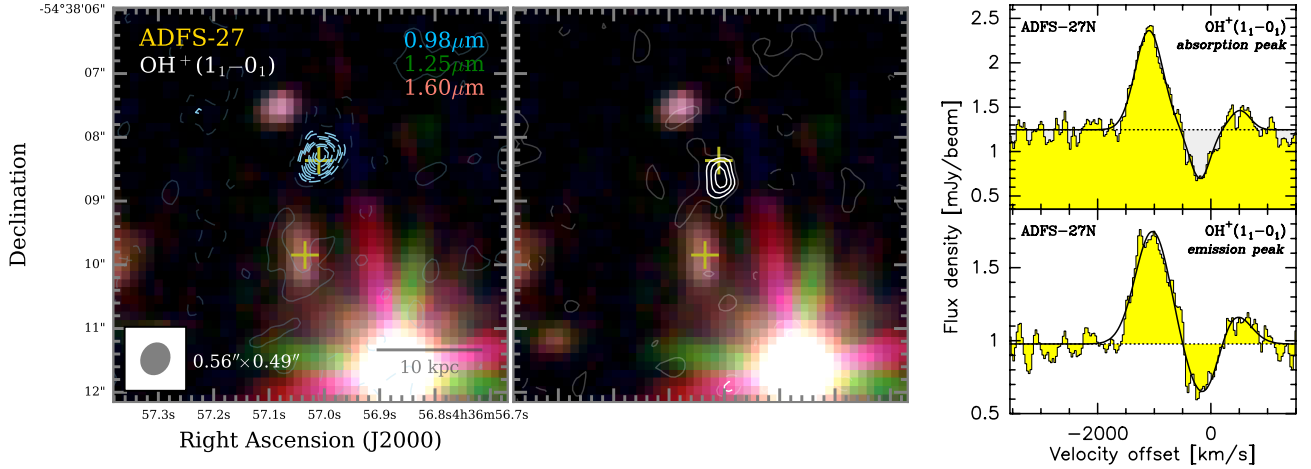 -54°38'06"
07"
08"
09"
10"
11"
12"
Declination
ADFS-27
OH⁺(1₁−0₁)
0.98μm
1.25μm
1.60μm
0.56″×0.49″
10 kpc
57.3s 57.2s 57.1s 57.0s 56.9s 56.8s 4h36m56.7s
Right Ascension (J2000)
Flux density [mJy/beam]
2.5
2
1.5
1
0.5
ADFS−27N OH⁺(1₁−0₁)
absorption peak
1.5
1
0.5
ADFS−27N OH⁺(1₁−0₁)
emission peak
−2000 0
Velocity offset [km/s]